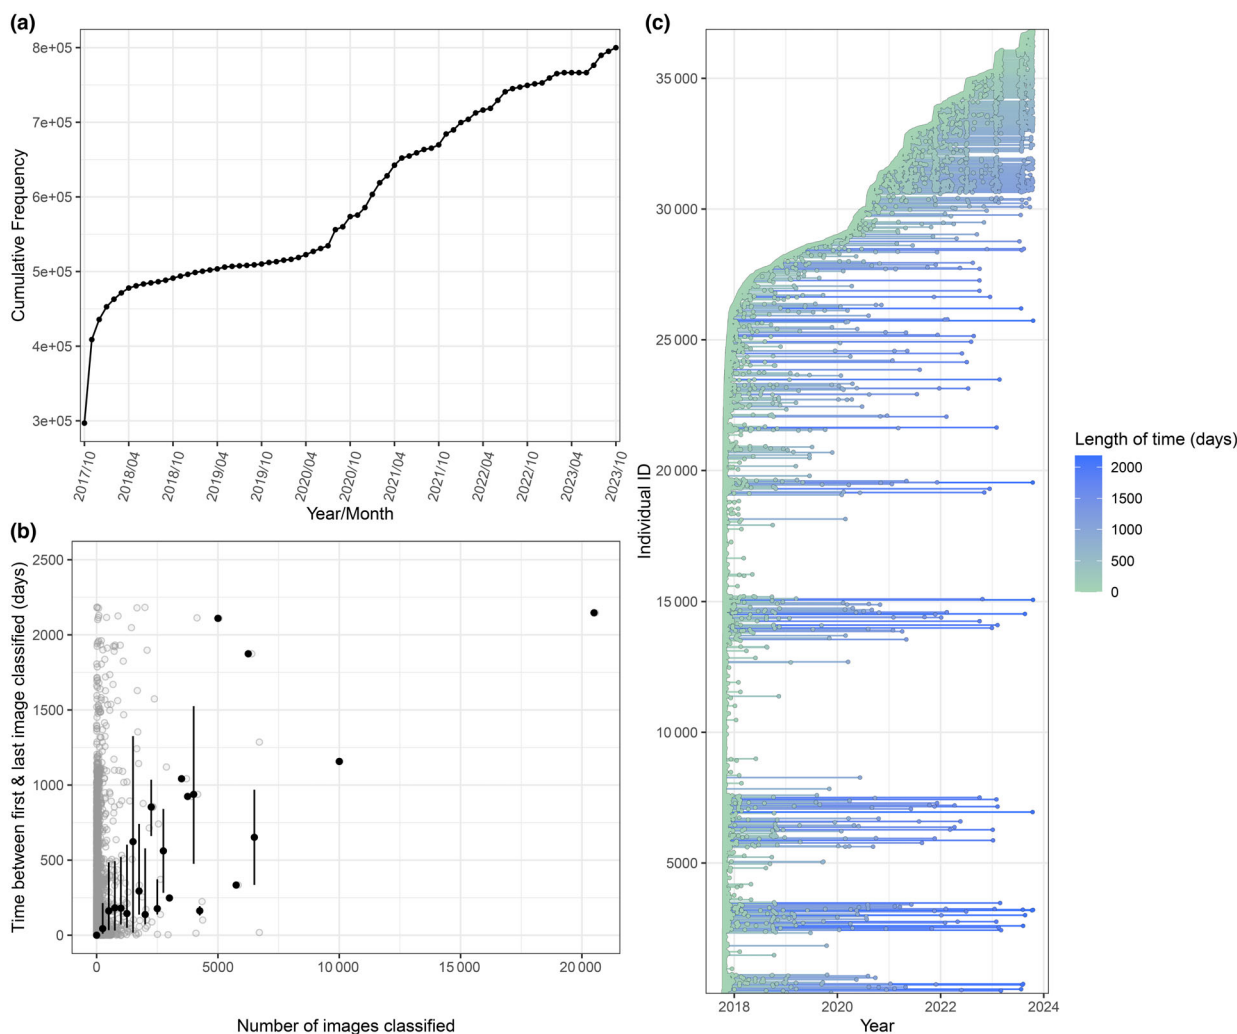 (a)
8e+05
7e+05
6e+05
5e+05
4e+05
3e+05
Cumulative Frequency
2017/10
2018/04
2018/10
2019/04
2019/10
2020/04
2020/10
2021/04
2021/10
2022/04
2022/10
2023/04
2023/10
Year/Month
(b)
2500
2000
1500
1000
500
0
Time between first & last image classified (days)
0
5000
10 000
15 000
20 000
Number of images classified
(c)
35 000
30 000
25 000
20 000
15 000
10 000
5000
Individual ID
2018
2020
2022
2024
Year
Length of time (days)
2000
1500
1000
500
0